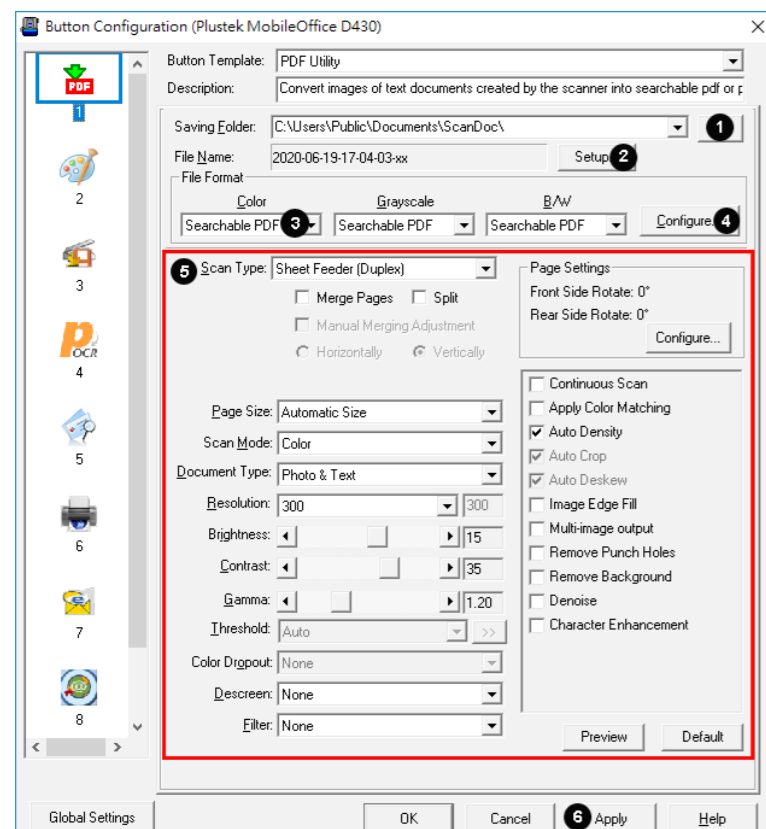 Button Configuration (Plustek MobileOffice D430)
PDF
1
2
3
OCR
4
5
6
7
8
Button Template: PDF Utility
Description: Convert images of text documents created by the scanner into searchable pdf or p
Saving Folder: C:\Users\Public\Documents\ScanDoc\ 1
File Name: 2020-06-19-17-04-03-xx Setup 2
File Format
Color Grayscale B/W
Searchable PDF 3 Searchable PDF Searchable PDF Configure. 4
5 Scan Type: Sheet Feeder (Duplex)
Merge Pages Split
Manual Merging Adjustment
Horizontally Vertically
Page Size: Automatic Size
Scan Mode: Color
Document Type: Photo & Text
Resolution: 300 300
Brightness: 15
Contrast: 35
Gamma: 1.20
Threshold: Auto >>
Color Dropout: None
Descreen: None
Filter: None
Page Settings
Front Side Rotate: 0°
Rear Side Rotate: 0°
Configure...
Continuous Scan
Apply Color Matching
Auto Density
Auto Crop
Auto Deskew
Image Edge Fill
Multi-image output
Remove Punch Holes
Remove Background
Denoise
Character Enhancement
Preview Default
Global Settings OK Cancel 6 Apply Help